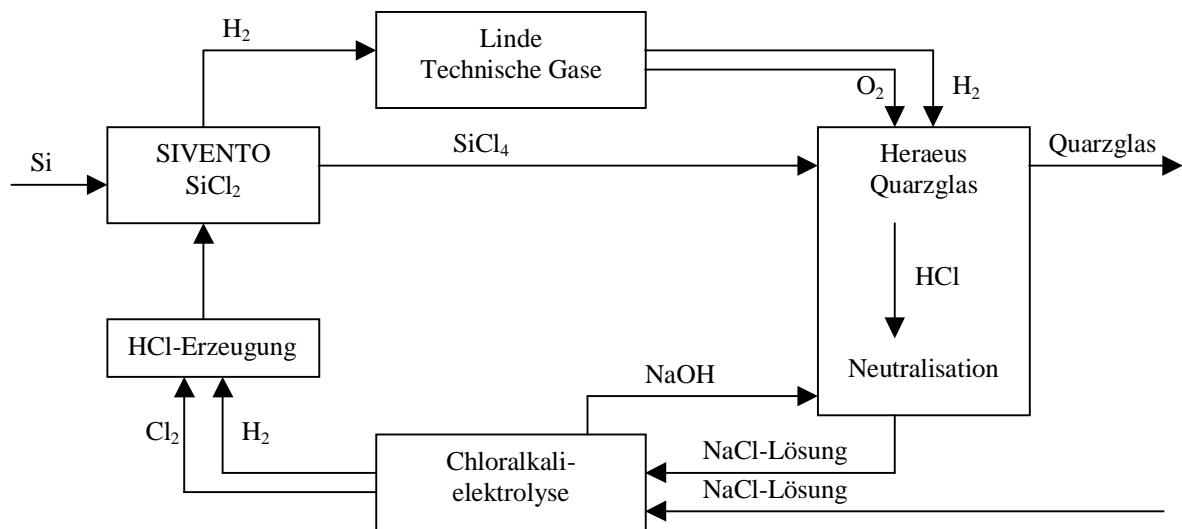 H₂
Linde
Technische Gase
O₂
H₂
Si
SIVENTO
SiCl₂
SiCl₄
Heraeus
Quarzglas
Quarzglas
HCl
HCl-Erzeugung
Neutralisation
NaOH
Cl₂
H₂
Chloralkali-
elektrolyse
NaCl-Lösung
NaCl-Lösung